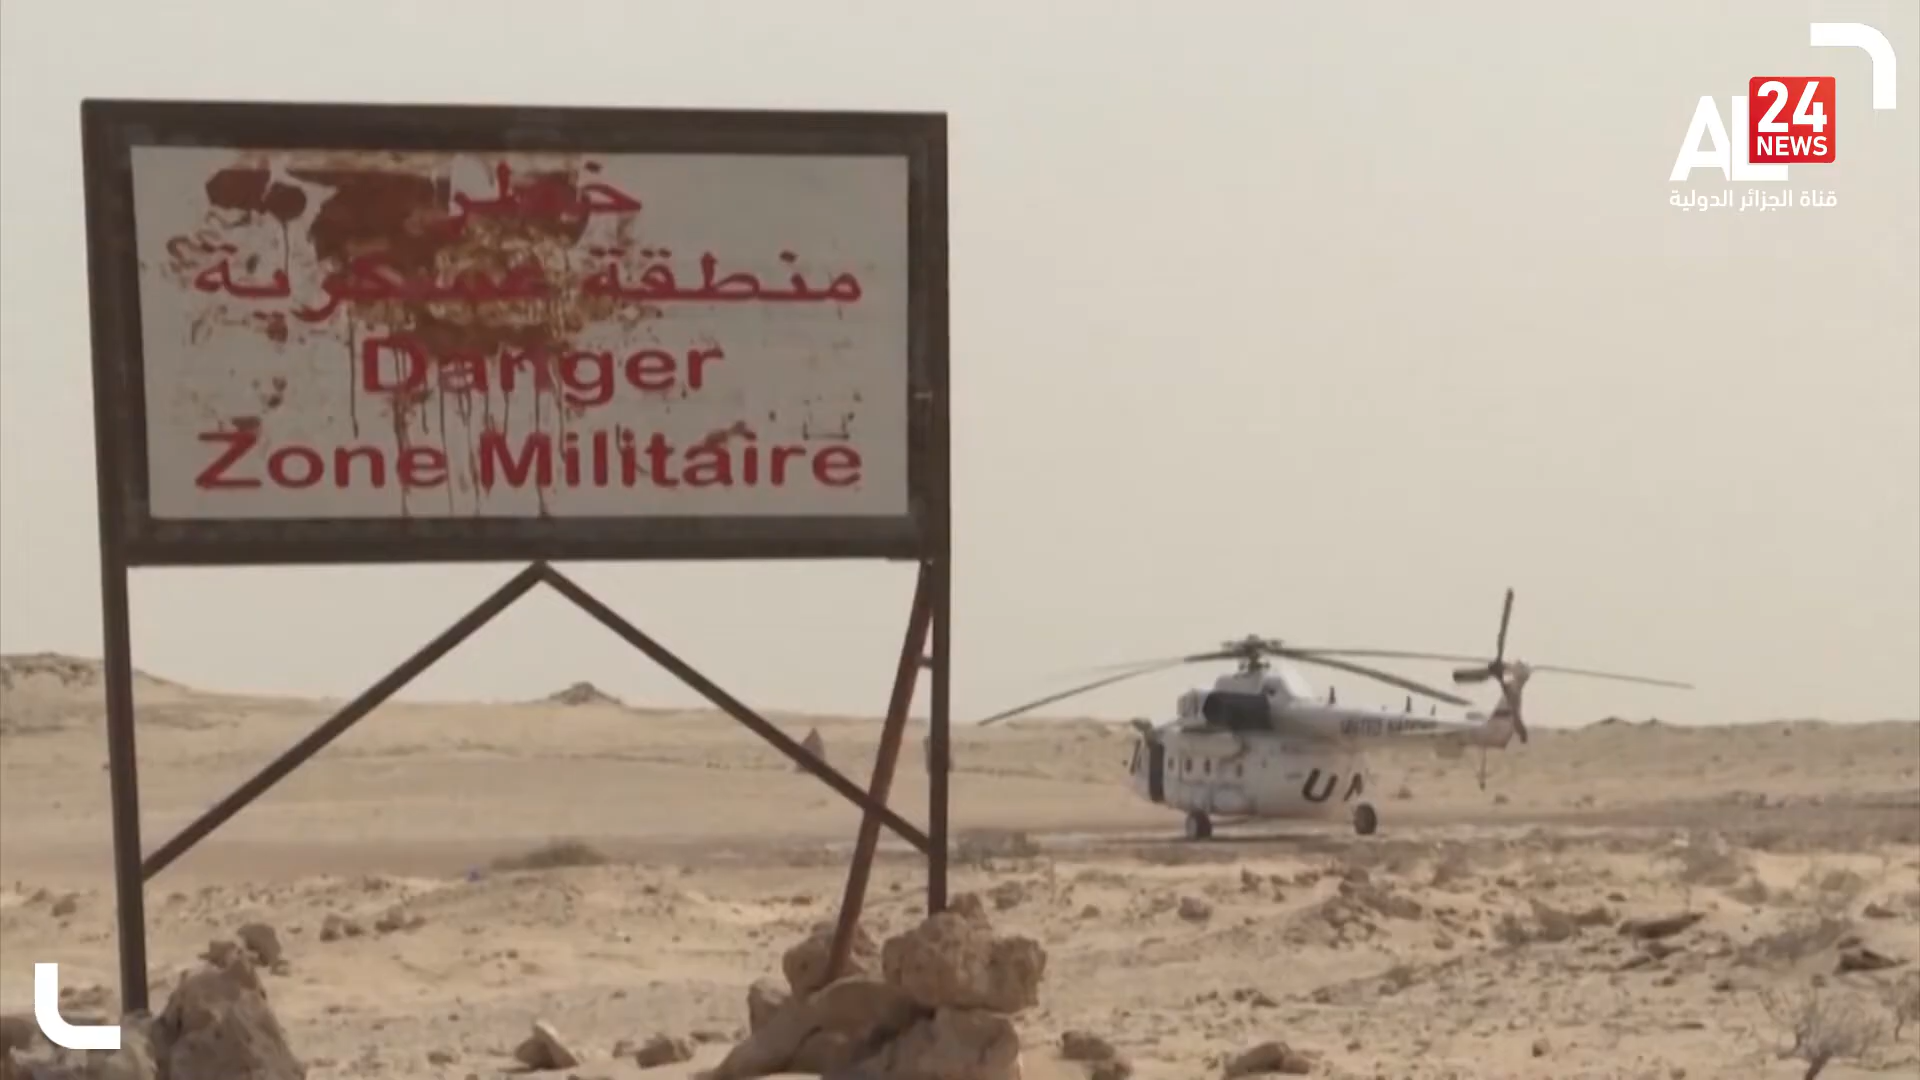 خطر
منطقة عسكرية
Danger
Zone Militaire
AL 24
NEWS
قناة الجزائر الدولية
UNITED NATIONS
UN